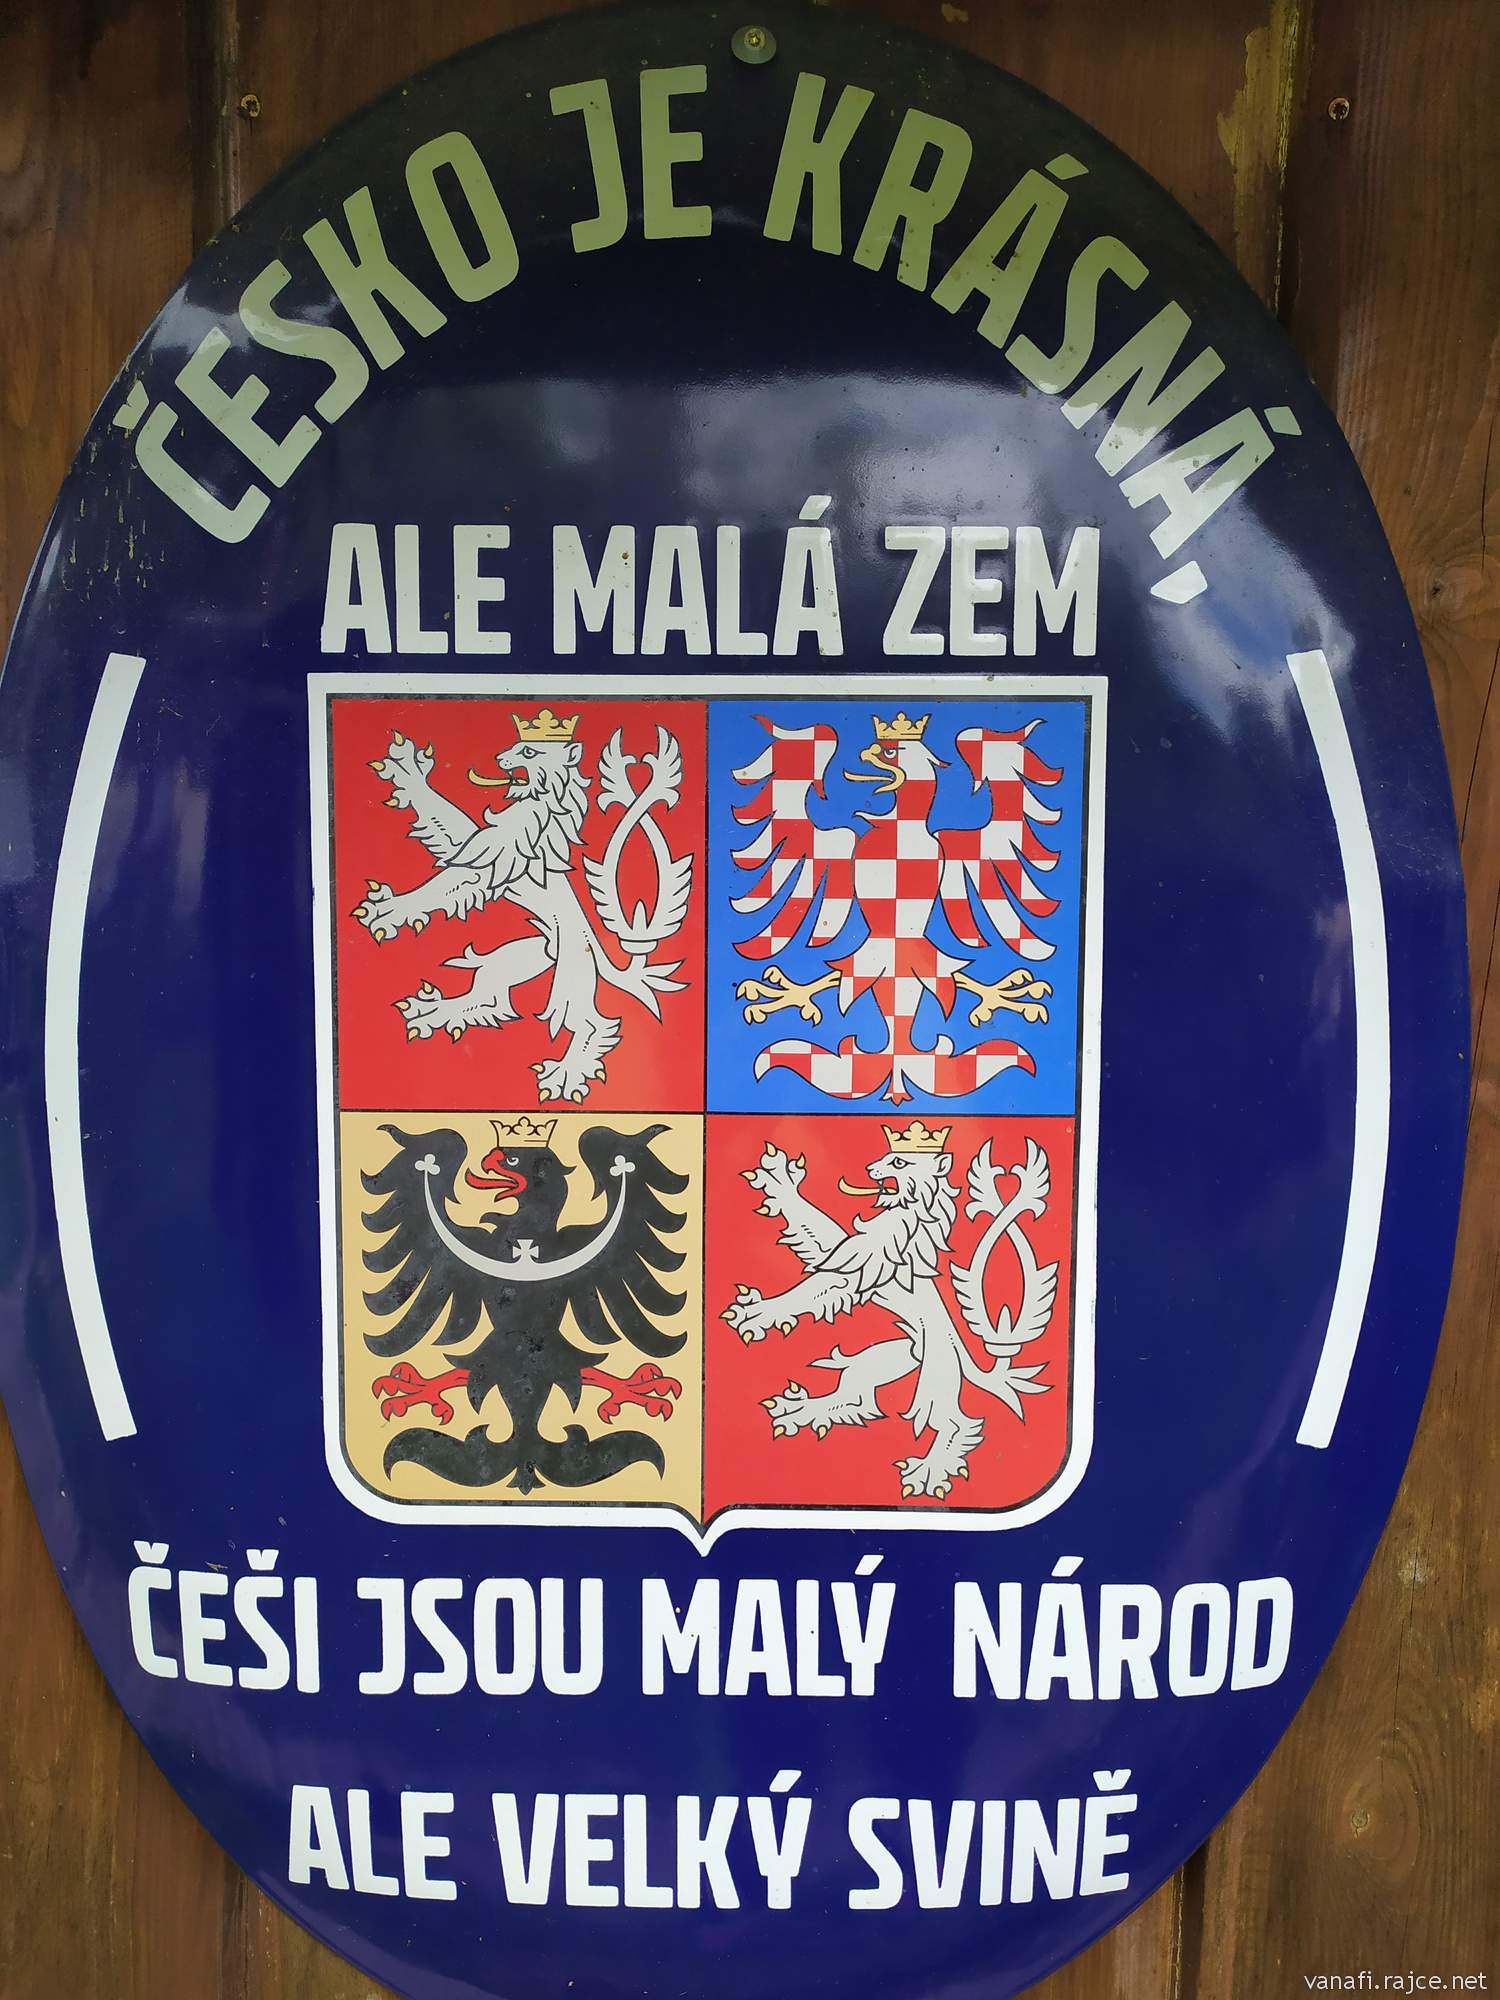 ČESKO JE KRÁSNÁ,
ALE MALÁ ZEM
ČEŠI JSOU MALÝ NÁROD
ALE VELKÝ SVINĚ
vanafi.rajce.net